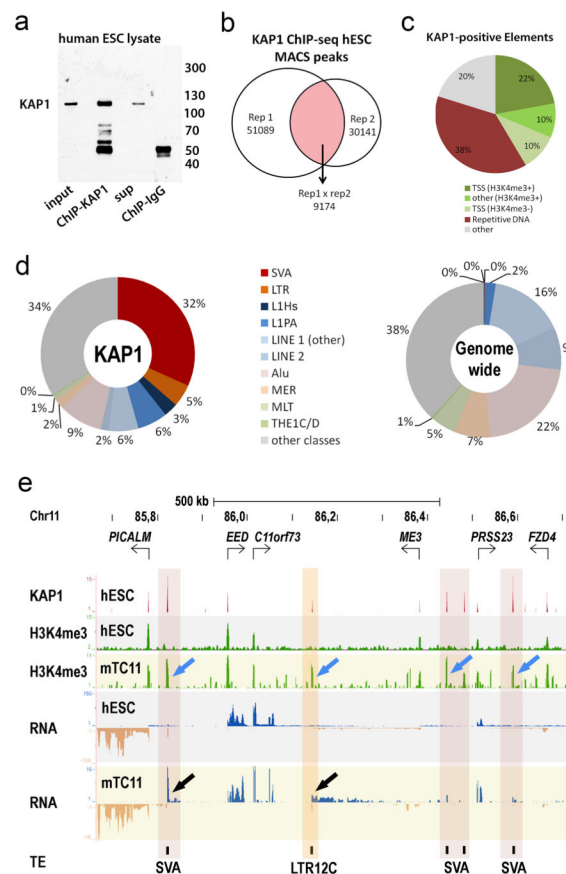 a
human ESC lysate
KAP1
300
130
100
70
50
40
input
ChIP-KAP1
sup
ChIP-IgG
b
KAP1 ChIP-seq hESC
MACS peaks
Rep 1
51089
Rep 2
30141
Rep1 x rep2
9174
c
KAP1-positive Elements
20%
22%
10%
10%
38%
TSS (H3K4me3+)
other (H3K4me3+)
TSS (H3K4me3-)
Repetitive DNA
other
d
34%
32%
KAP1
0%
1%
2%
9%
2%
6%
6%
3%
5%
SVA
LTR
L1Hs
L1PA
LINE 1 (other)
LINE 2
Alu
MER
MLT
THE1C/D
other classes
0%
0%
2%
16%
38%
Genome
wide
9
1%
5%
7%
22%
e
500 kb
Chr11
85,8
86,0
86,2
86,4
86,6
PICALM
EED
C11orf73
ME3
PRSS23
FZD4
KAP1
hESC
H3K4me3
hESC
H3K4me3
mTC11
RNA
hESC
RNA
mTC11
TE
SVA
LTR12C
SVA
SVA